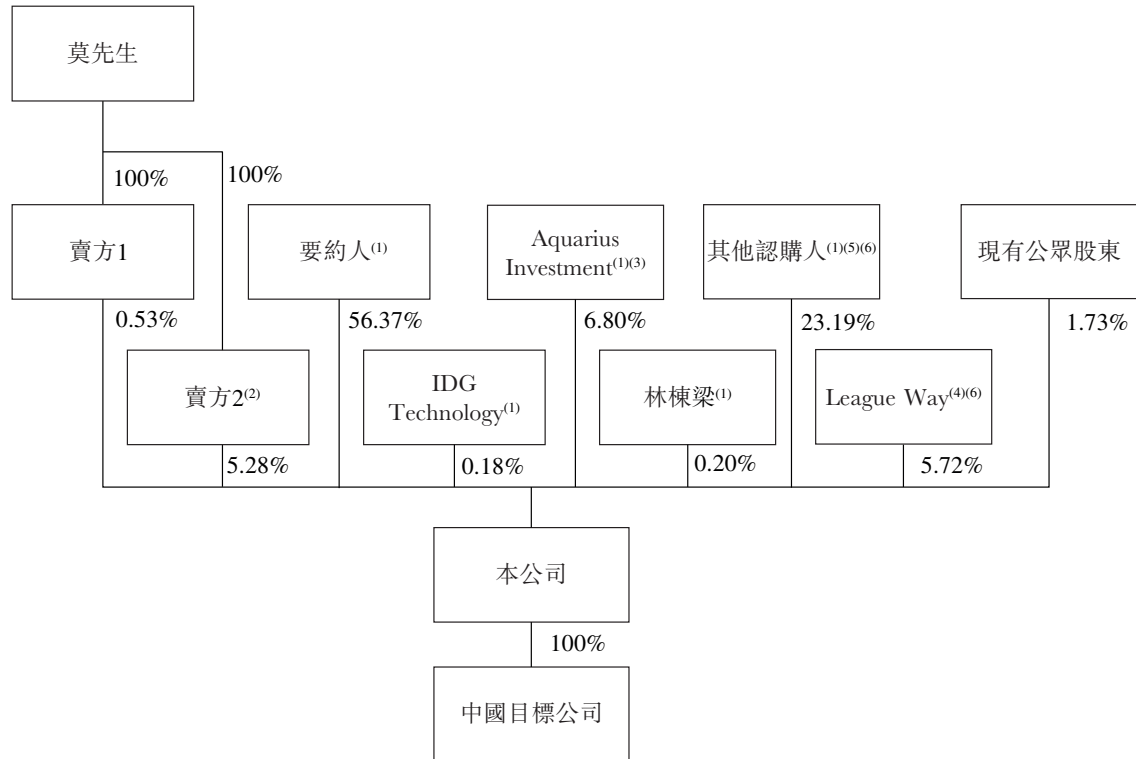 莫先生
100%
100%
賣方1
要約人(1)
Aquarius
Investment(1)(3)
其他認購人(1)(5)(6)
現有公眾股東
0.53%
56.37%
6.80%
23.19%
1.73%
賣方2(2)
IDG
Technology(1)
林棟梁(1)
League Way(4)(6)
5.28%
0.18%
0.20%
5.72%
本公司
100%
中國目標公司